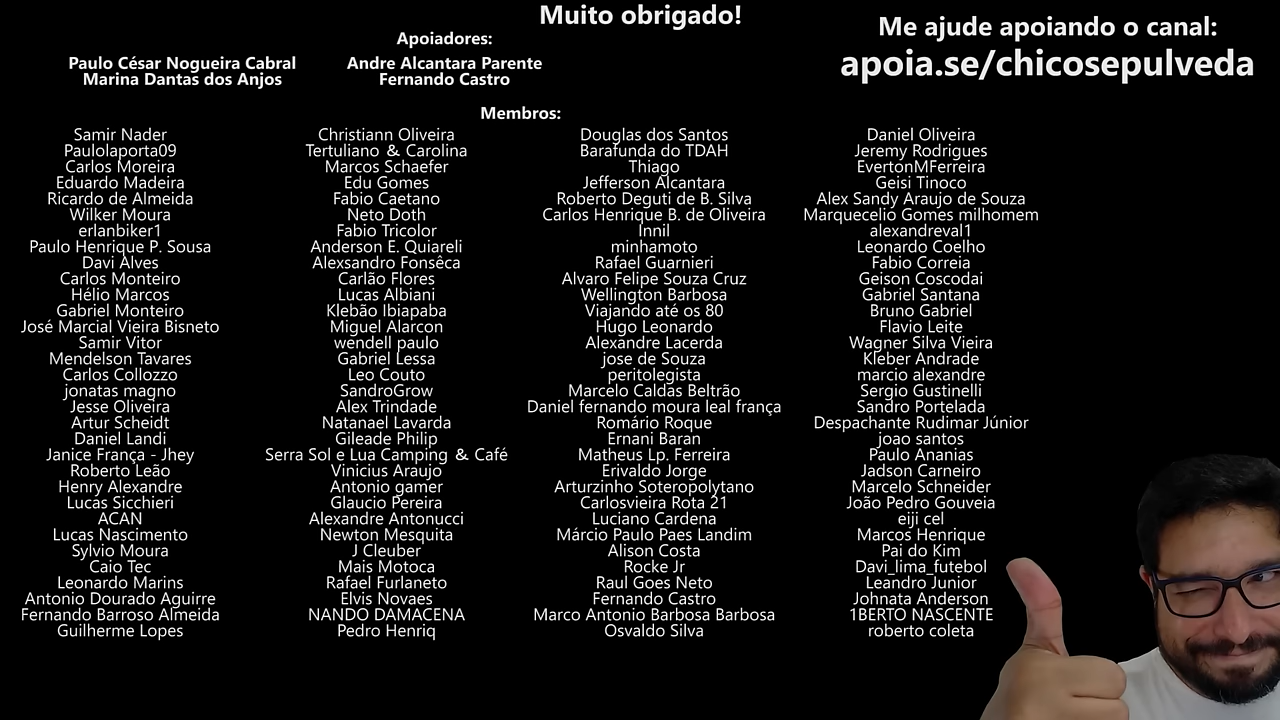 Muito obrigado!
Me ajude apoiando o canal:
apoia.se/chicosepulveda
Apoiadores:
Paulo César Nogueira Cabral
Marina Dantas dos Anjos
Andre Alcantara Parente
Fernando Castro
Membros:
Samir Nader
Paulolaporta09
Carlos Moreira
Eduardo Madeira
Ricardo de Almeida
Wilker Moura
erlanbiker1
Paulo Henrique P. Sousa
Davi Alves
Carlos Monteiro
Hélio Marcos
Gabriel Monteiro
José Marcial Vieira Bisneto
Samir Vitor
Mendelson Tavares
Carlos Collozzo
jonatas magno
Jesse Oliveira
Artur Scheidt
Daniel Landi
Janice França - Jhey
Roberto Leão
Henry Alexandre
Lucas Sicchieri
ACAN
Lucas Nascimento
Sylvio Moura
Caio Tec
Leonardo Marins
Antonio Dourado Aguirre
Fernando Barroso Almeida
Guilherme Lopes
Christiann Oliveira
Tertuliano & Carolina
Marcos Schaefer
Edu Gomes
Fabio Caetano
Neto Doth
Fabio Tricolor
Anderson E. Quiareli
Alexsandro Fonsêca
Carlão Flores
Lucas Albiani
Klebão Ibiapaba
Miguel Alarcon
wendell paulo
Gabriel Lessa
Leo Couto
SandroGrow
Alex Trindade
Natanael Lavarda
Gileade Philip
Serra Sol e Lua Camping & Café
Vinicius Araujo
Antonio gamer
Glaucio Pereira
Alexandre Antonucci
Newton Mesquita
J Cleuber
Mais Motoca
Rafael Furlaneto
Elvis Novaes
NANDO DAMACENA
Pedro Henriq
Douglas dos Santos
Barafunda do TDAH
Thiago
Jefferson Alcantara
Roberto Deguti de B. Silva
Carlos Henrique B. de Oliveira
Innil
minhamoto
Rafael Guarnieri
Alvaro Felipe Souza Cruz
Wellington Barbosa
Viajando até os 80
Hugo Leonardo
Alexandre Lacerda
jose de Souza
peritolegista
Marcelo Caldas Beltrão
Daniel fernando moura leal frança
Romário Roque
Ernani Baran
Matheus Lp. Ferreira
Erivaldo Jorge
Arturzinho Soteropolytano
Carlosvieira Rota 21
Luciano Cardena
Márcio Paulo Paes Landim
Alison Costa
Rocke Jr
Raul Goes Neto
Fernando Castro
Marco Antonio Barbosa Barbosa
Osvaldo Silva
Daniel Oliveira
Jeremy Rodrigues
EvertonMFerreira
Geisi Tinoco
Alex Sandy Araujo de Souza
Marquecelio Gomes milhomem
alexandreval1
Leonardo Coelho
Fabio Correia
Geison Coscodai
Gabriel Santana
Bruno Gabriel
Flavio Leite
Wagner Silva Vieira
Kleber Andrade
marcio alexandre
Sergio Gustinelli
Sandro Portelada
Despachante Rudimar Júnior
joao santos
Paulo Ananias
Jadson Carneiro
Marcelo Schneider
João Pedro Gouveia
eiji cel
Marcos Henrique
Pai do Kim
Davi_lima_futebol
Leandro Junior
Johnata Anderson
1BERTO NASCENTE
roberto coleta